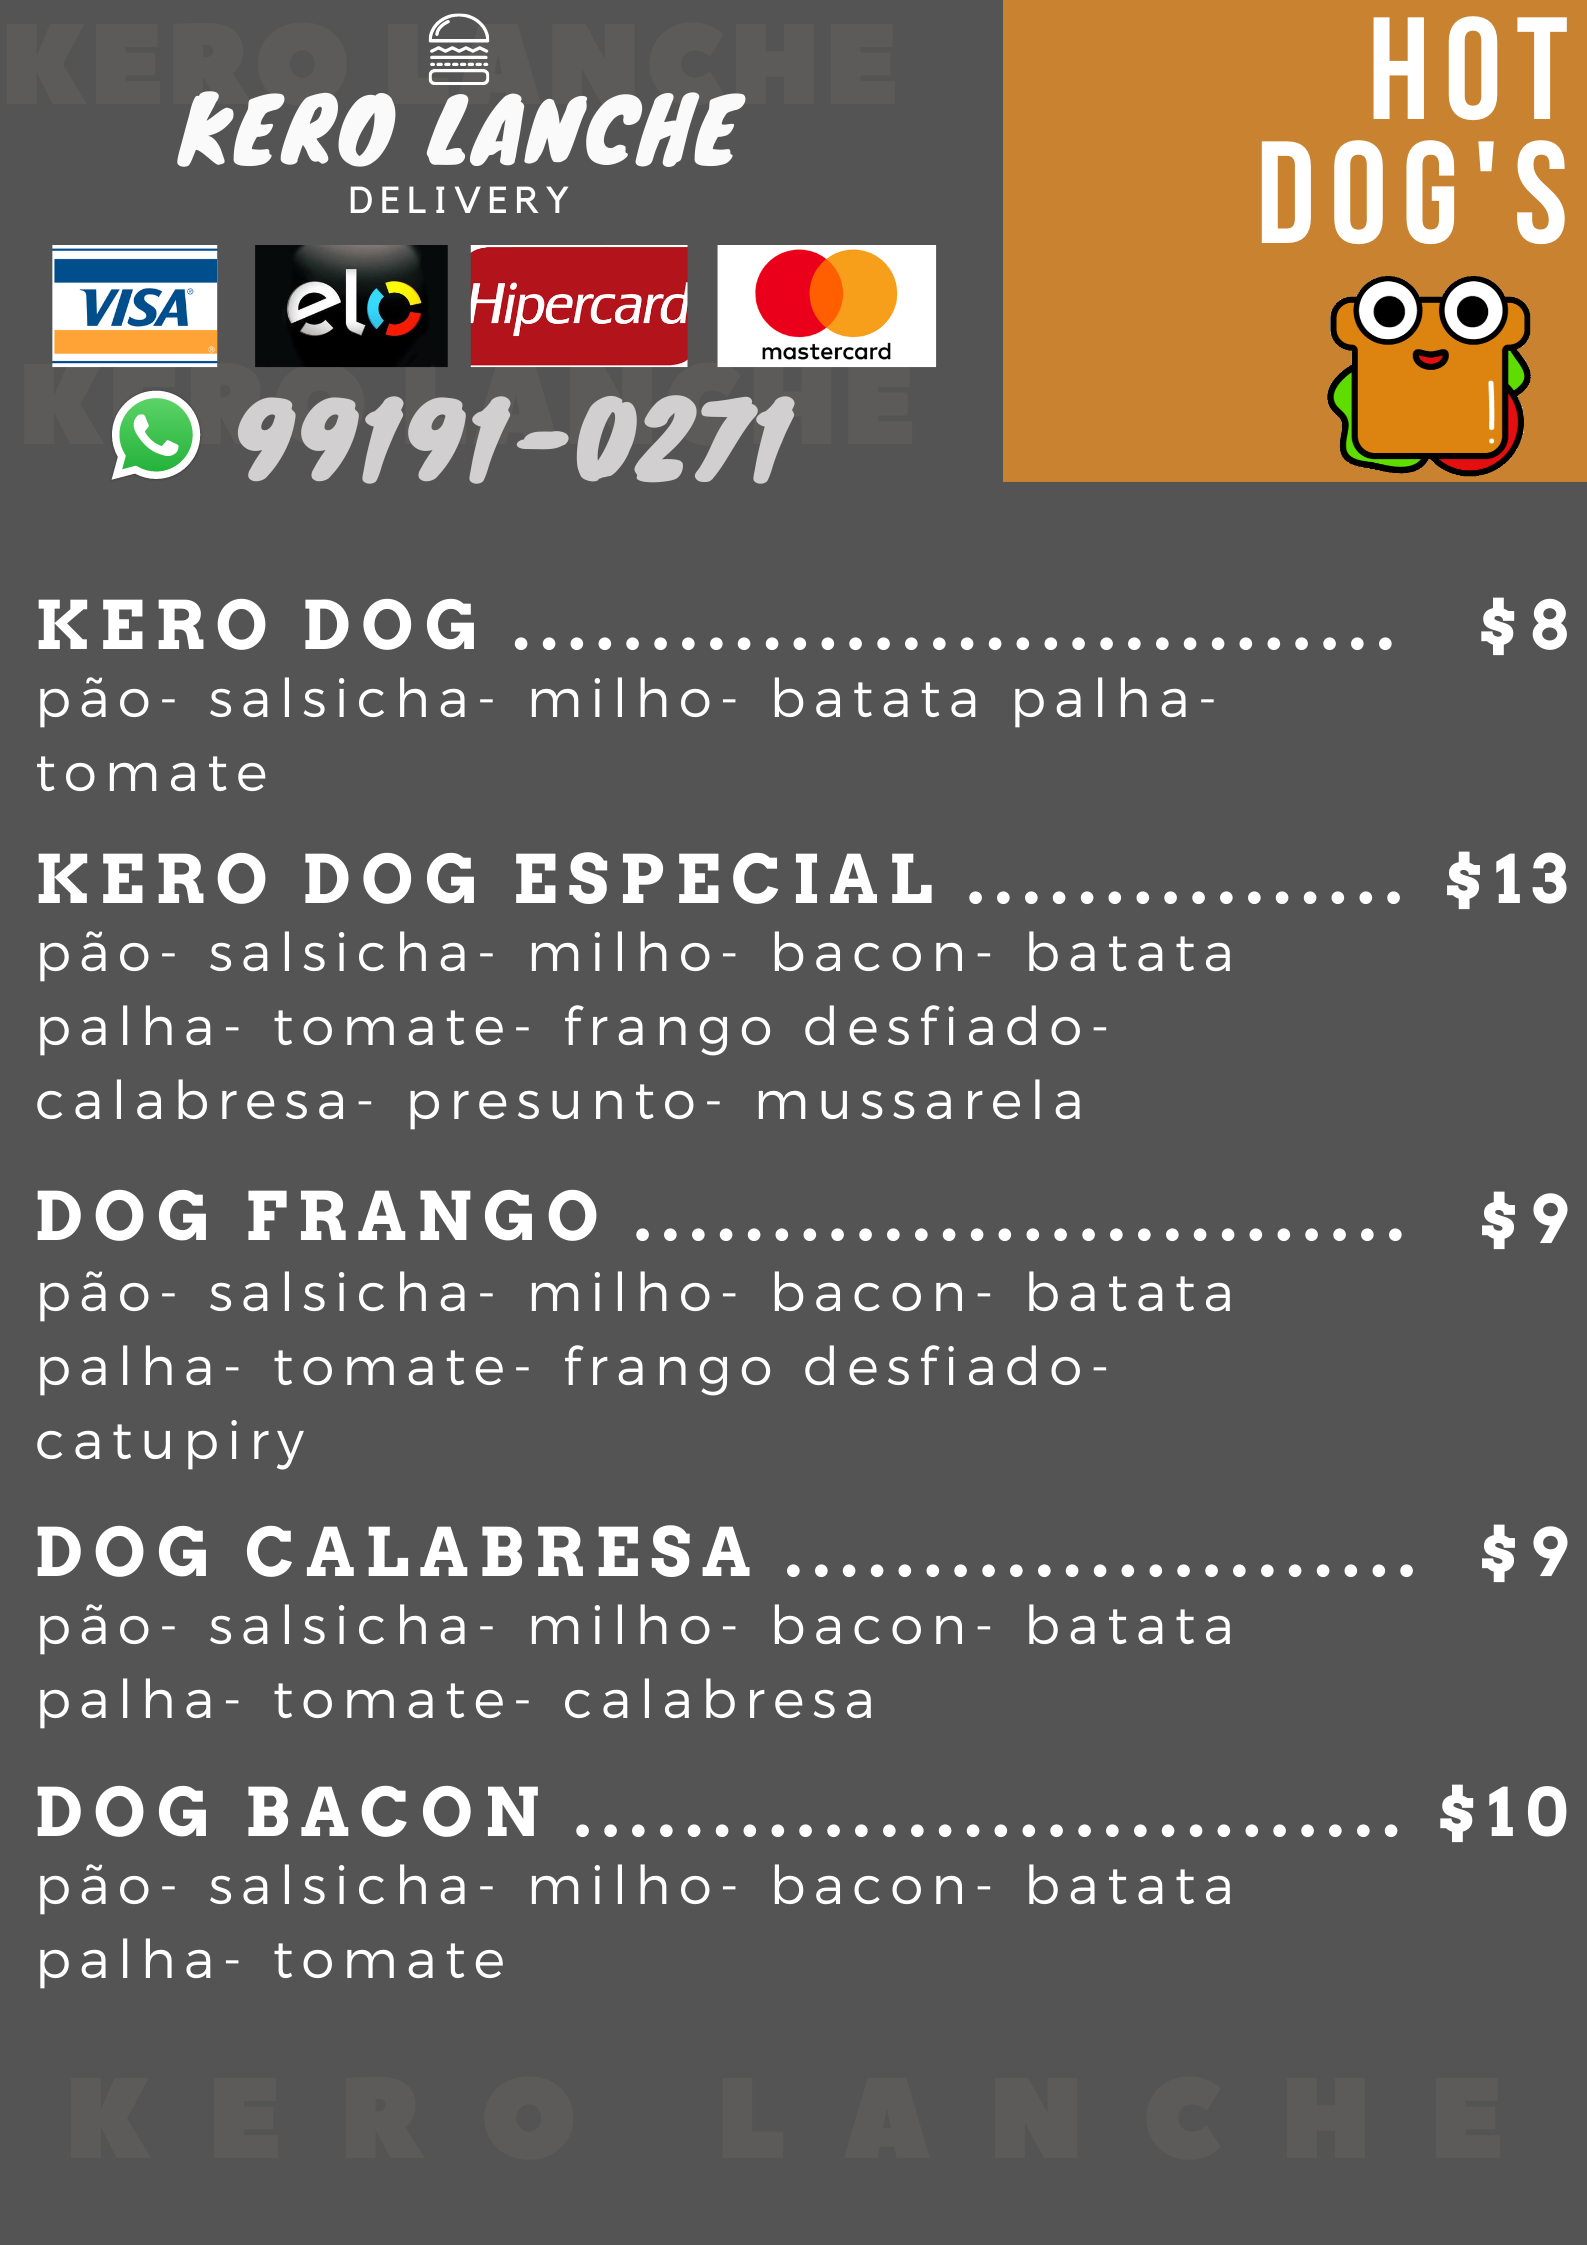 KERO LANCHE
KERO LANCHE
DELIVERY
HOT
DOG'S
VISA
elo
Hipercard
mastercard
KERO LANCHE
99191-0271
KERO DOG ................................ $8
pão- salsicha- milho- batata palha-
tomate
KERO DOG ESPECIAL ................ $13
pão- salsicha- milho- bacon- batata
palha- tomate- frango desfiado-
calabresa- presunto- mussarela
DOG FRANGO ............................ $9
pão- salsicha- milho- bacon- batata
palha- tomate- frango desfiado-
catupiry
DOG CALABRESA ....................... $9
pão- salsicha- milho- bacon- batata
palha- tomate- calabresa
DOG BACON .............................. $10
pão- salsicha- milho- bacon- batata
palha- tomate
KERO LANCHE